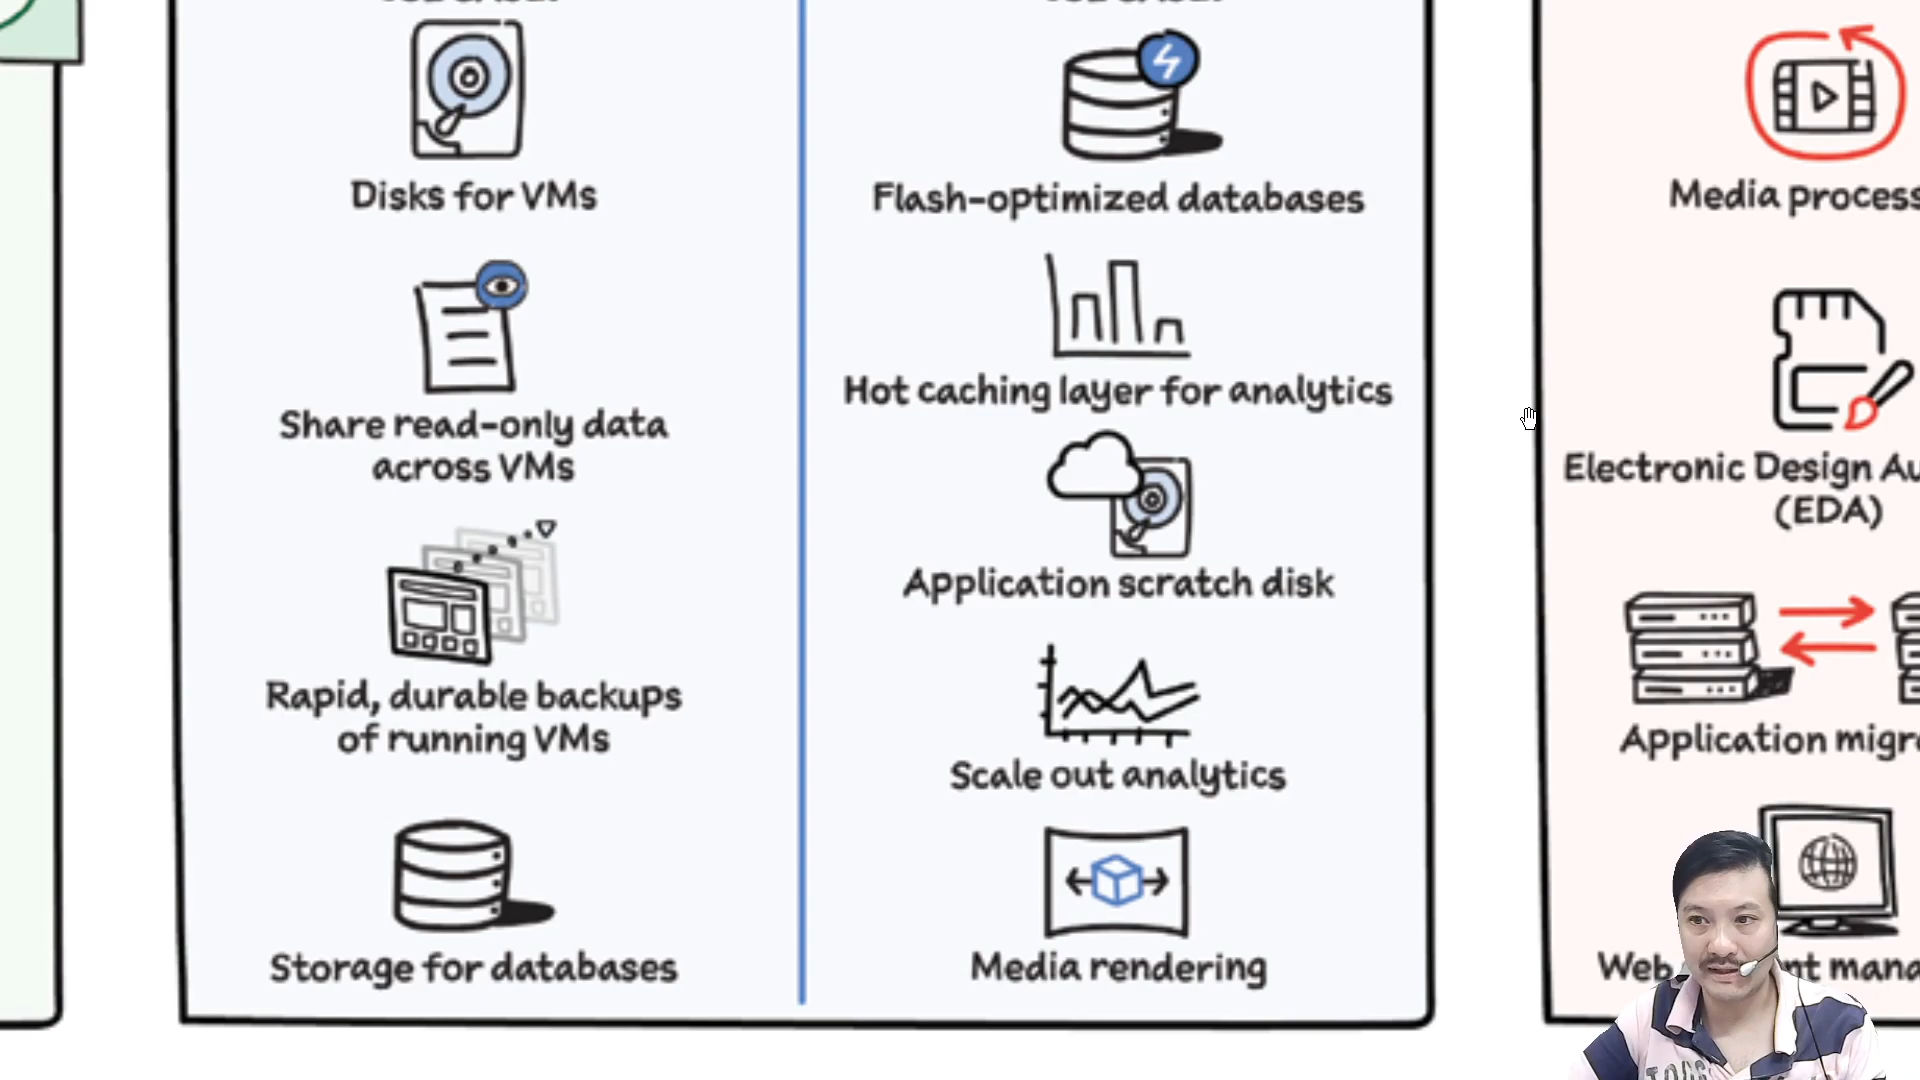 Disks for VMs
Share read-only data
across VMs
Rapid, durable backups
of running VMs
Storage for databases
Flash-optimized databases
Hot caching layer for analytics
Application scratch disk
Scale out analytics
Media rendering
Media process
Electronic Design Au
(EDA)
Application migr
Web nt mana